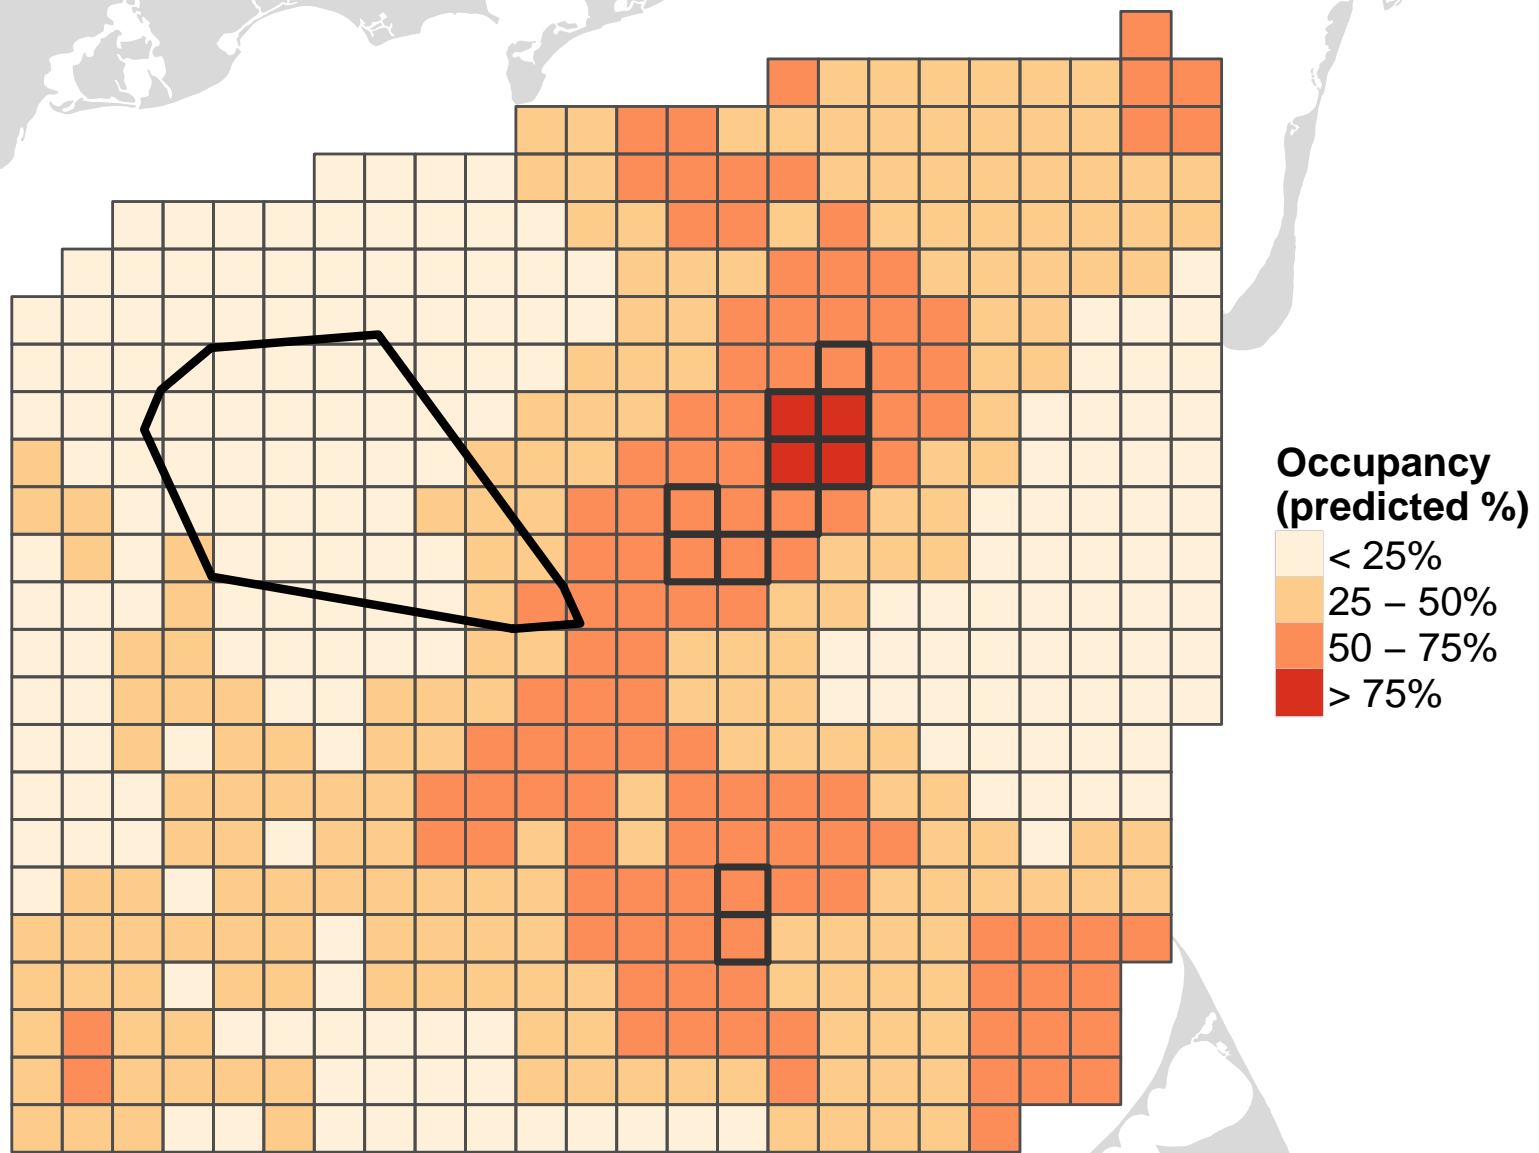 Occupancy
(predicted %)
< 25%
25 – 50%
50 – 75%
> 75%